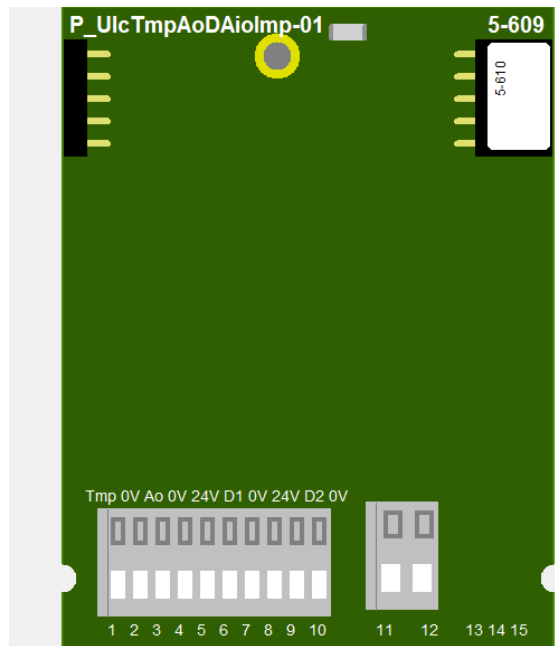 P_UIcTmpAoDAioImp-01 5-609
5-610
Tmp 0V Ao 0V 24V D1 0V 24V D2 0V
1 2 3 4 5 6 7 8 9 10 11 12 13 14 15